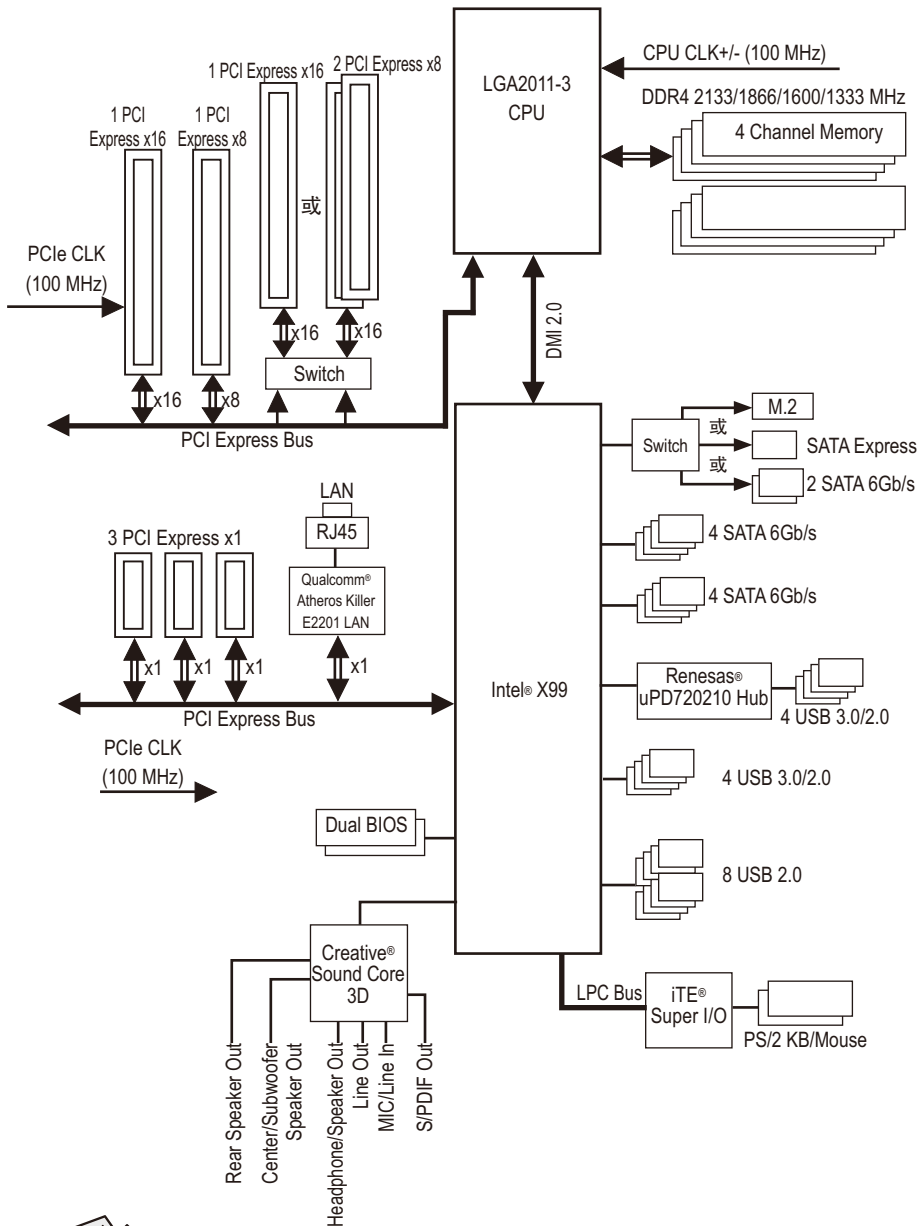 CPU CLK+/- (100 MHz)
LGA2011-3
CPU
DDR4 2133/1866/1600/1333 MHz
4 Channel Memory
1 PCI Express x16
2 PCI Express x8
1 PCI
Express x16
1 PCI
Express x8
或
PCIe CLK
(100 MHz)
x16
x16
Switch
x16
x8
PCI Express Bus
DMI 2.0
M.2
或
Switch
SATA Express
或
2 SATA 6Gb/s
LAN
RJ45
3 PCI Express x1
Qualcomm®
Atheros Killer
E2201 LAN
4 SATA 6Gb/s
4 SATA 6Gb/s
x1
x1
x1
x1
Intel® X99
Renesas®
uPD720210 Hub
4 USB 3.0/2.0
PCI Express Bus
PCIe CLK
(100 MHz)
4 USB 3.0/2.0
Dual BIOS
8 USB 2.0
Creative®
Sound Core
3D
LPC Bus
iTE®
Super I/O
PS/2 KB/Mouse
Rear Speaker Out
Center/Subwoofer
Speaker Out
Headphone/Speaker Out
Line Out
MIC/Line In
S/PDIF Out